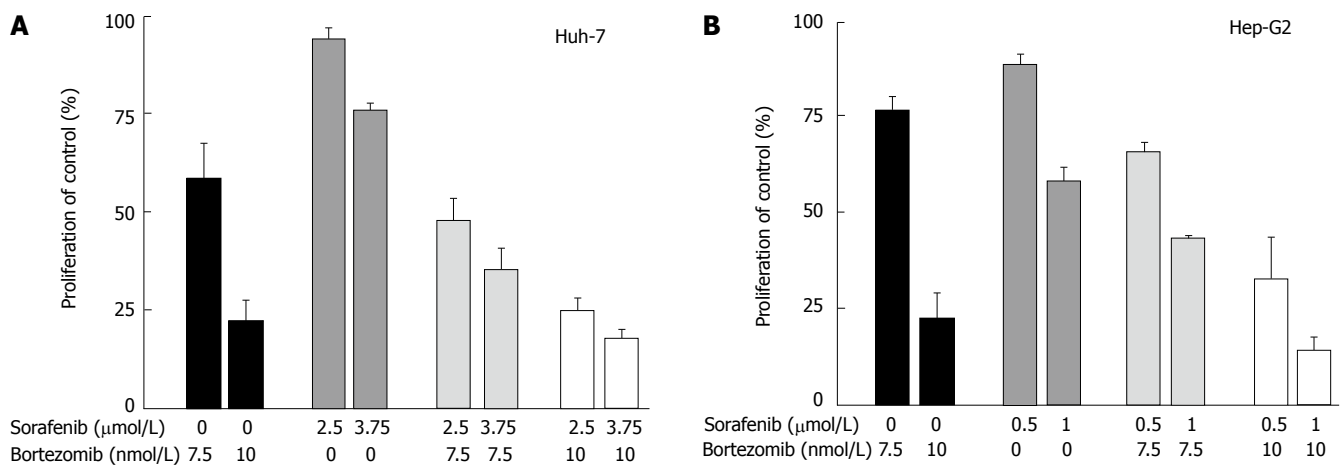 A
Huh-7
100
75
50
25
0
Proliferation of control (%)
Sorafenib (μmol/L) 0 0 2.5 3.75 2.5 3.75 2.5 3.75
Bortezomib (nmol/L) 7.5 10 0 0 7.5 7.5 10 10
B
Hep-G2
100
75
50
25
0
Proliferation of control (%)
Sorafenib (μmol/L) 0 0 0.5 1 0.5 1 0.5 1
Bortezomib (nmol/L) 7.5 10 0 0 7.5 7.5 10 10